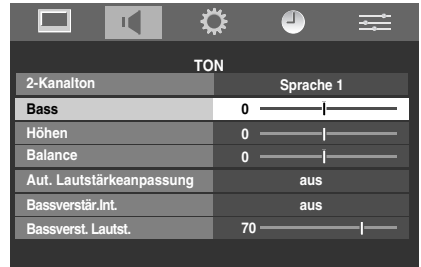 TON
2-Kanalton Sprache 1
Bass 0
Höhen 0
Balance 0
Aut. Lautstärkeanpassung aus
Bassverstär.Int. aus
Bassverst. Lautst. 70